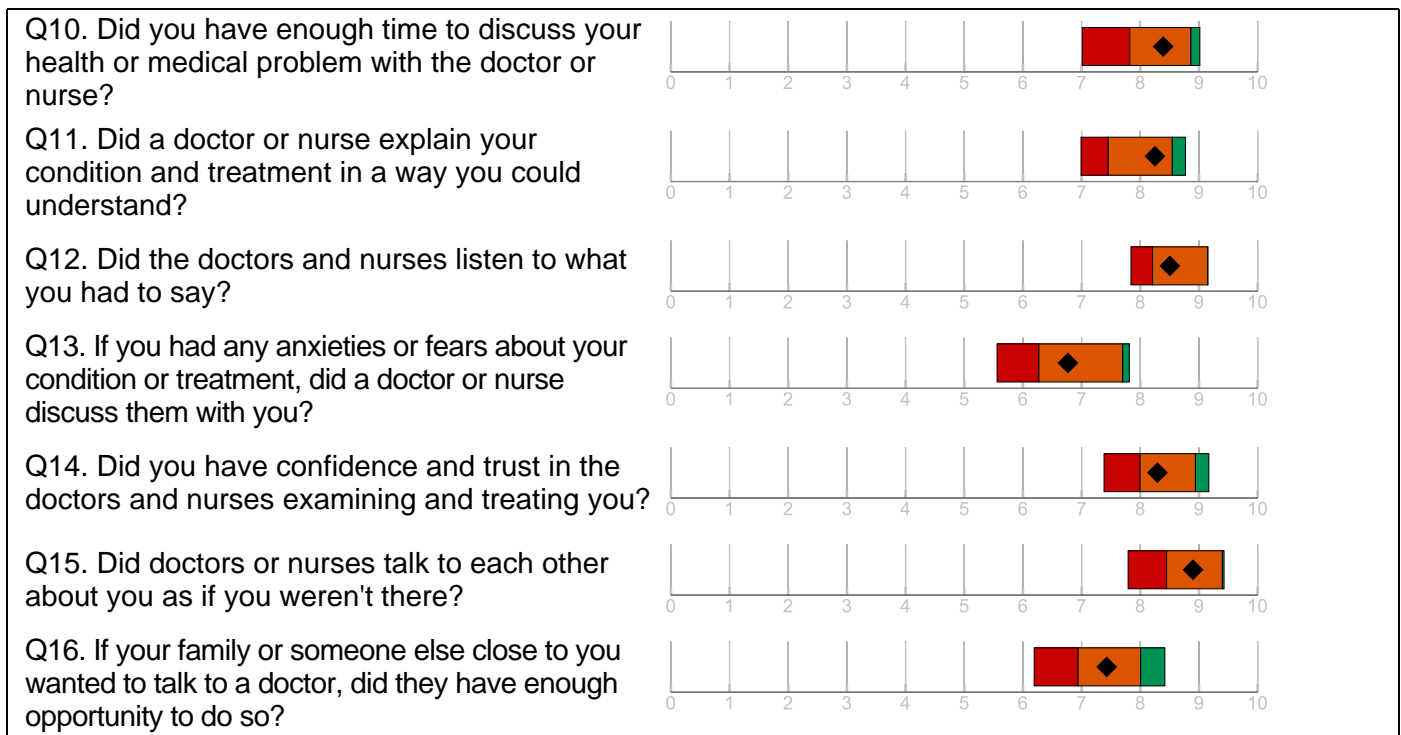 Q10. Did you have enough time to discuss your
health or medical problem with the doctor or
nurse?
0 1 2 3 4 5 6 7 8 9 10
Q11. Did a doctor or nurse explain your
condition and treatment in a way you could
understand?
0 1 2 3 4 5 6 7 8 9 10
Q12. Did the doctors and nurses listen to what
you had to say?
0 1 2 3 4 5 6 7 8 9 10
Q13. If you had any anxieties or fears about your
condition or treatment, did a doctor or nurse
discuss them with you?
0 1 2 3 4 5 6 7 8 9 10
Q14. Did you have confidence and trust in the
doctors and nurses examining and treating you?
0 1 2 3 4 5 6 7 8 9 10
Q15. Did doctors or nurses talk to each other
about you as if you weren't there?
0 1 2 3 4 5 6 7 8 9 10
Q16. If your family or someone else close to you
wanted to talk to a doctor, did they have enough
opportunity to do so?
0 1 2 3 4 5 6 7 8 9 10